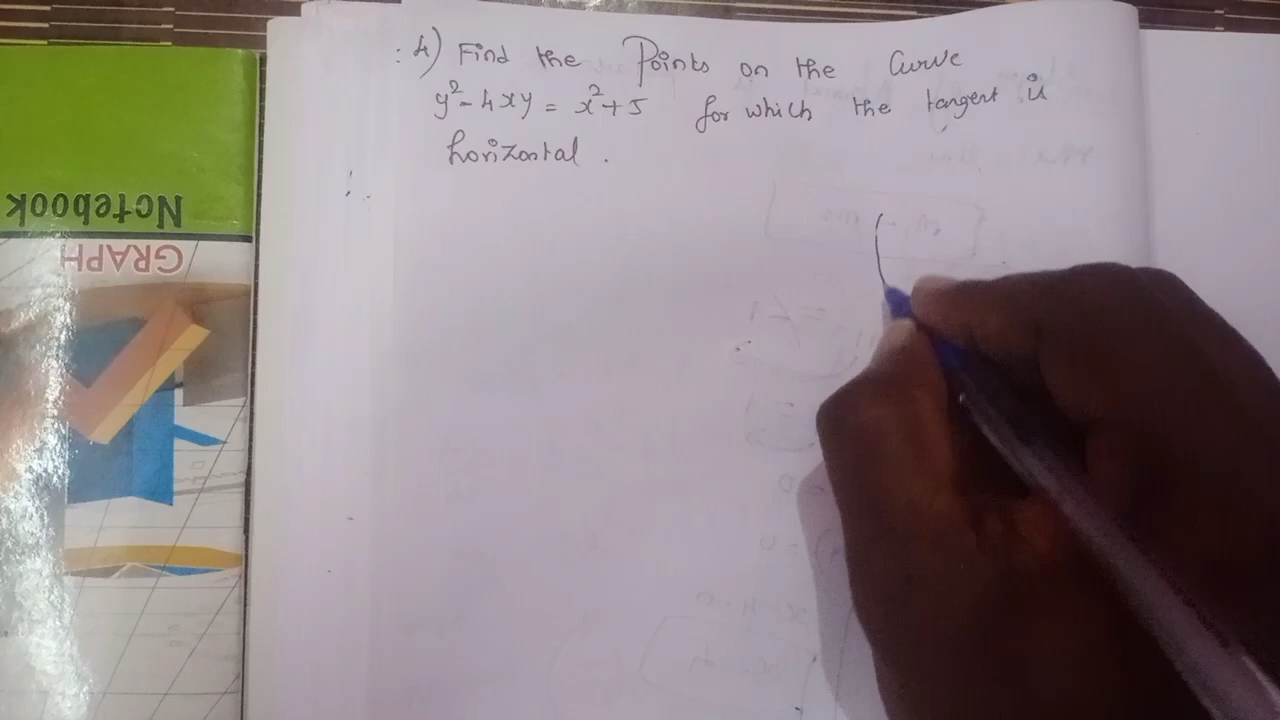 4) Find the Points on the Curve
y² - 4xy = x² + 5 for which the tangent is
horizontal.
Notebook
GRAPH